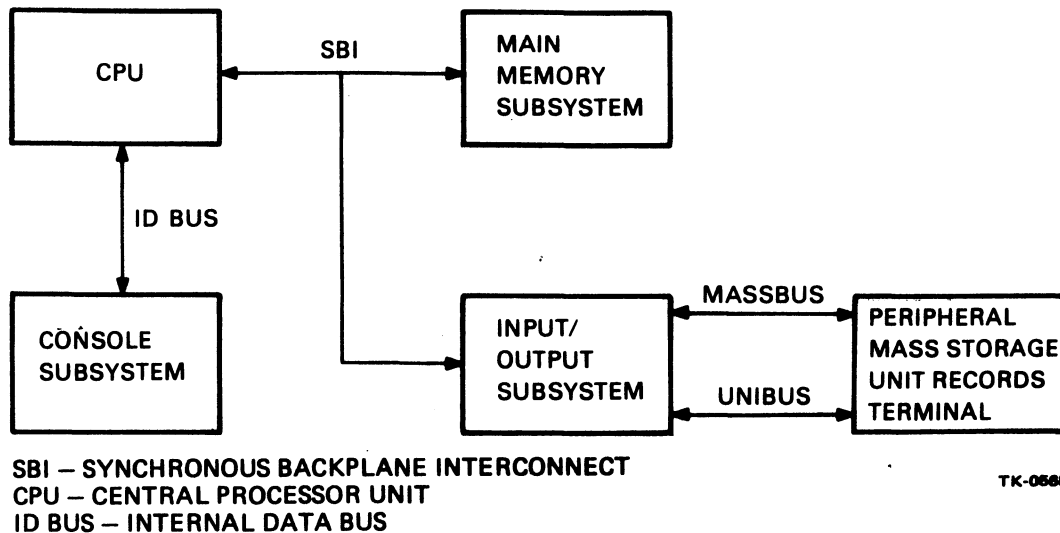 CPU
SBI
MAIN
MEMORY
SUBSYSTEM
ID BUS
CONSOLE
SUBSYSTEM
INPUT/
OUTPUT
SUBSYSTEM
MASSBUS
UNIBUS
PERIPHERAL
MASS STORAGE
UNIT RECORDS
TERMINAL
SBI – SYNCHRONOUS BACKPLANE INTERCONNECT
CPU – CENTRAL PROCESSOR UNIT
ID BUS – INTERNAL DATA BUS